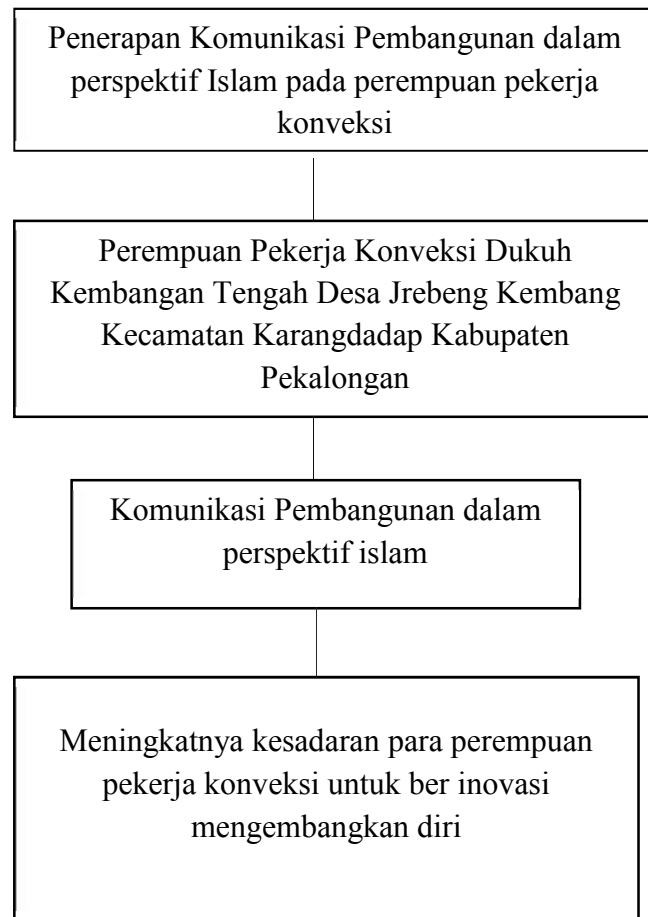 Penerapan Komunikasi Pembangunan dalam
perspektif Islam pada perempuan pekerja
konveksi
Perempuan Pekerja Konveksi Dukuh
Kembangan Tengah Desa Jrebeng Kembang
Kecamatan Karangdadap Kabupaten
Pekalongan
Komunikasi Pembangunan dalam
perspektif islam
Meningkatnya kesadaran para perempuan
pekerja konveksi untuk ber inovasi
mengembangkan diri